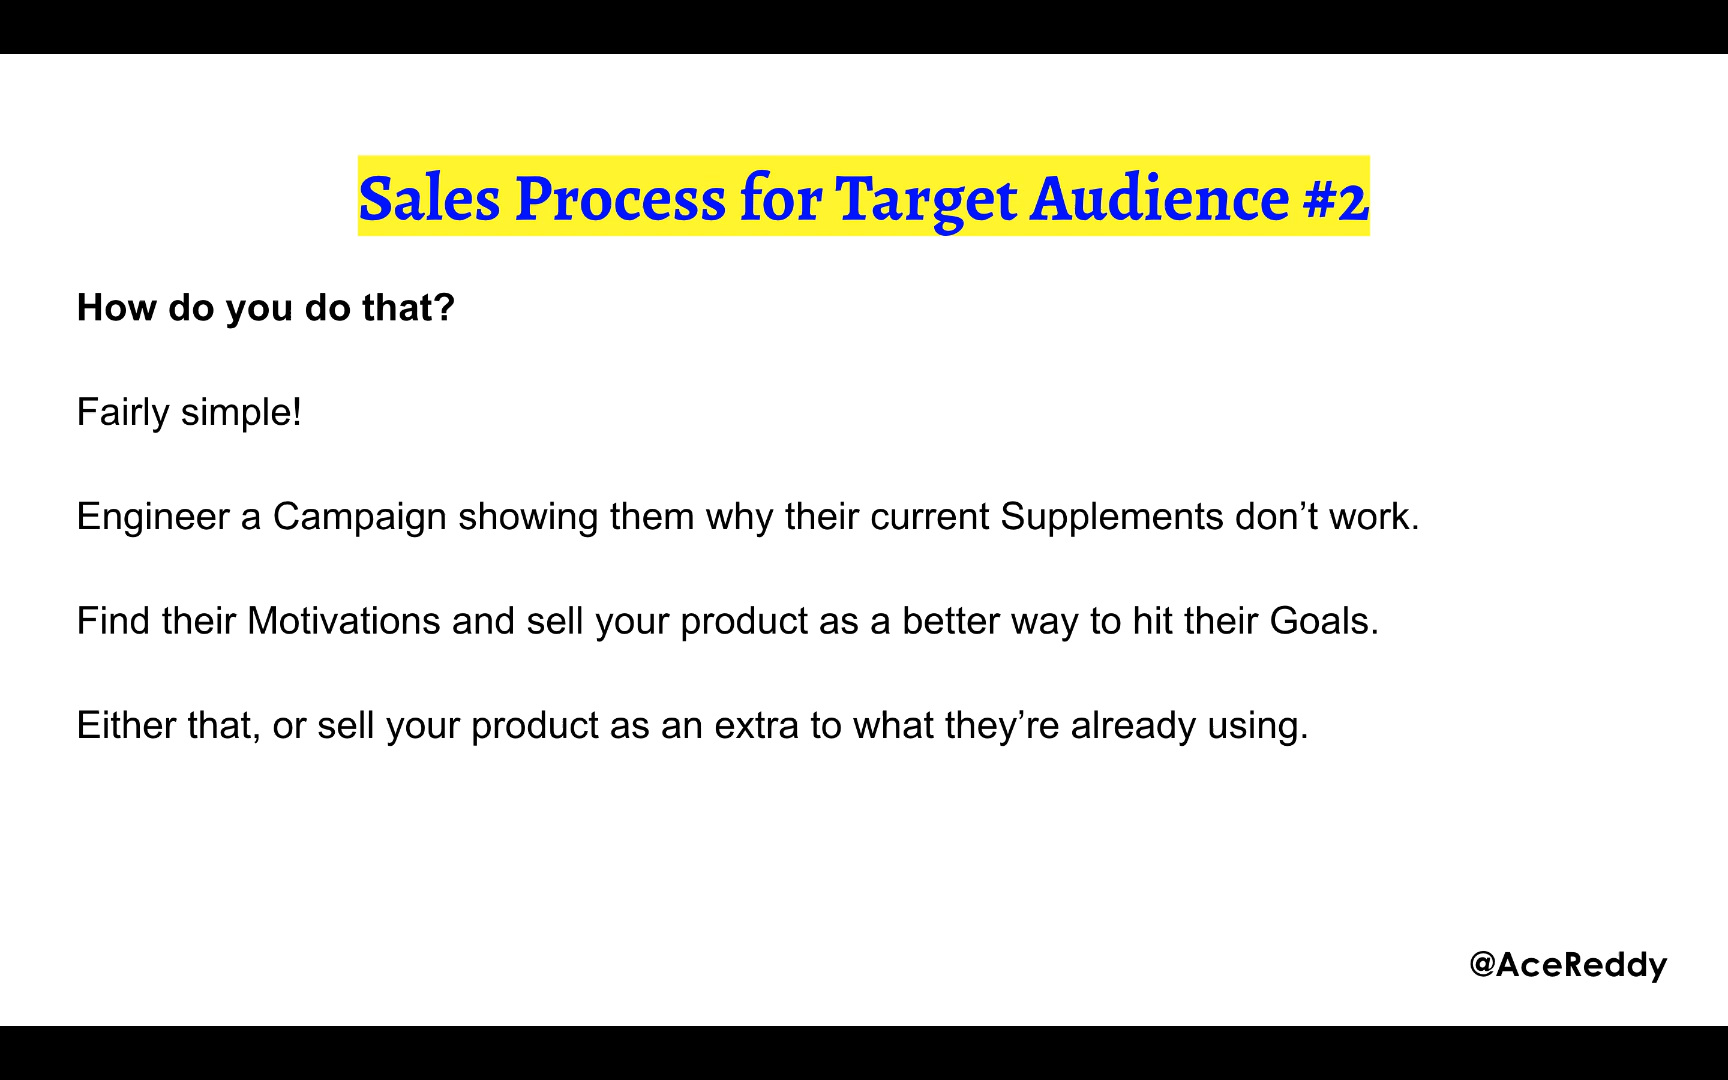 Sales Process for Target Audience #2
How do you do that?
Fairly simple!
Engineer a Campaign showing them why their current Supplements don’t work.
Find their Motivations and sell your product as a better way to hit their Goals.
Either that, or sell your product as an extra to what they’re already using.
@AceReddy